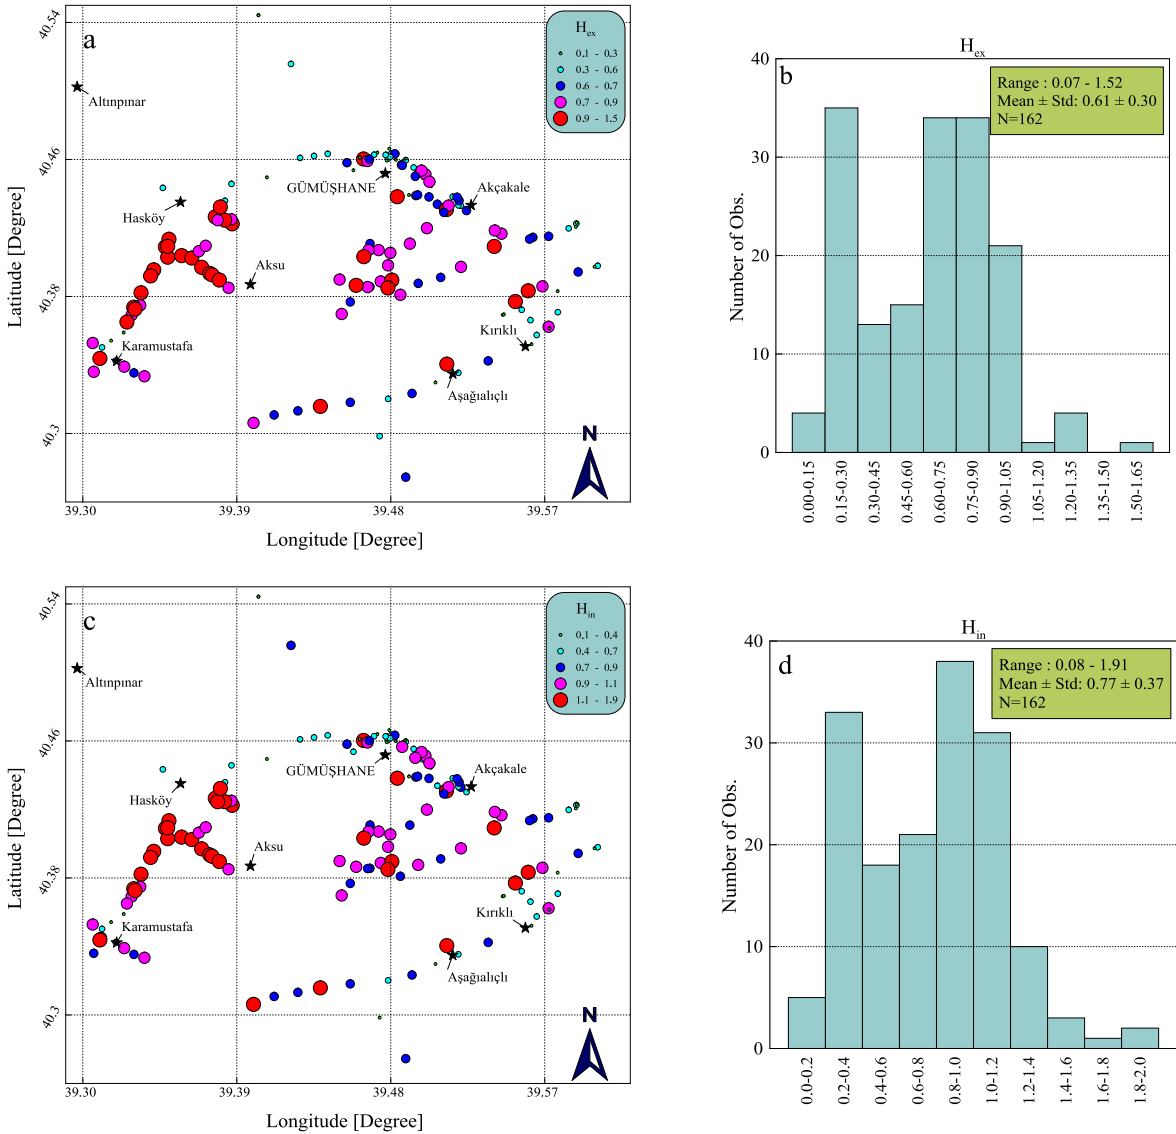 a
H_ex
0.1 - 0.3
0.3 - 0.6
0.6 - 0.7
0.7 - 0.9
0.9 - 1.5
40.54
40.46
40.38
40.3
Latitude [Degree]
Altınpınar
GÜMÜŞHANE
Akçakale
Hasköy
Aksu
Kırıklı
Karamustafa
Aşağıalıçlı
N
39.30
39.39
39.48
39.57
Longitude [Degree]
H_ex
b
Range : 0.07 - 1.52
Mean ± Std: 0.61 ± 0.30
N=162
40
30
20
10
0
Number of Obs.
0.00-0.15
0.15-0.30
0.30-0.45
0.45-0.60
0.60-0.75
0.75-0.90
0.90-1.05
1.05-1.20
1.20-1.35
1.35-1.50
1.50-1.65
c
H_in
0.1 - 0.4
0.4 - 0.7
0.7 - 0.9
0.9 - 1.1
1.1 - 1.9
40.54
40.46
40.38
40.3
Latitude [Degree]
Altınpınar
GÜMÜŞHANE
Akçakale
Hasköy
Aksu
Kırıklı
Karamustafa
Aşağıalıçlı
N
39.30
39.39
39.48
39.57
Longitude [Degree]
H_in
d
Range : 0.08 - 1.91
Mean ± Std: 0.77 ± 0.37
N=162
40
30
20
10
0
Number of Obs.
0.0-0.2
0.2-0.4
0.4-0.6
0.6-0.8
0.8-1.0
1.0-1.2
1.2-1.4
1.4-1.6
1.6-1.8
1.8-2.0